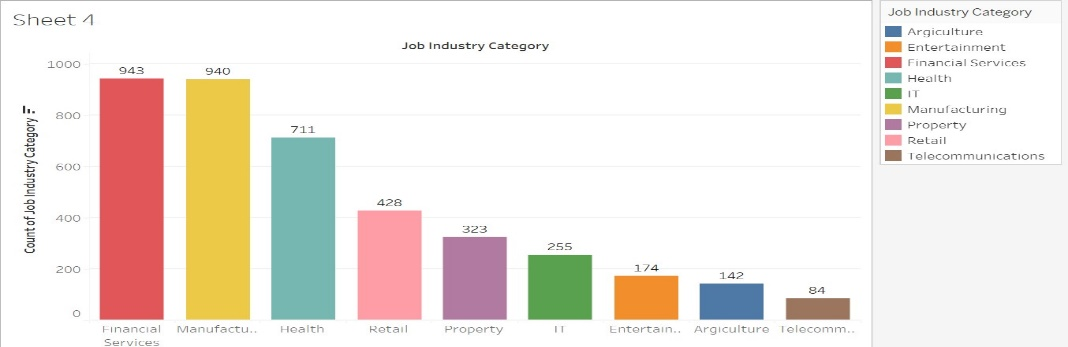 Sheet 4
Job Industry Category
Count of Job Industry Category
1000
800
600
400
200
0
943
940
711
428
323
255
174
142
84
Financial
Services
Manufactu..
Health
Retail
Property
IT
Entertain..
Argiculture
Telecomm..
Job Industry Category
Argiculture
Entertainment
Financial Services
Health
IT
Manufacturing
Property
Retail
Telecommunications